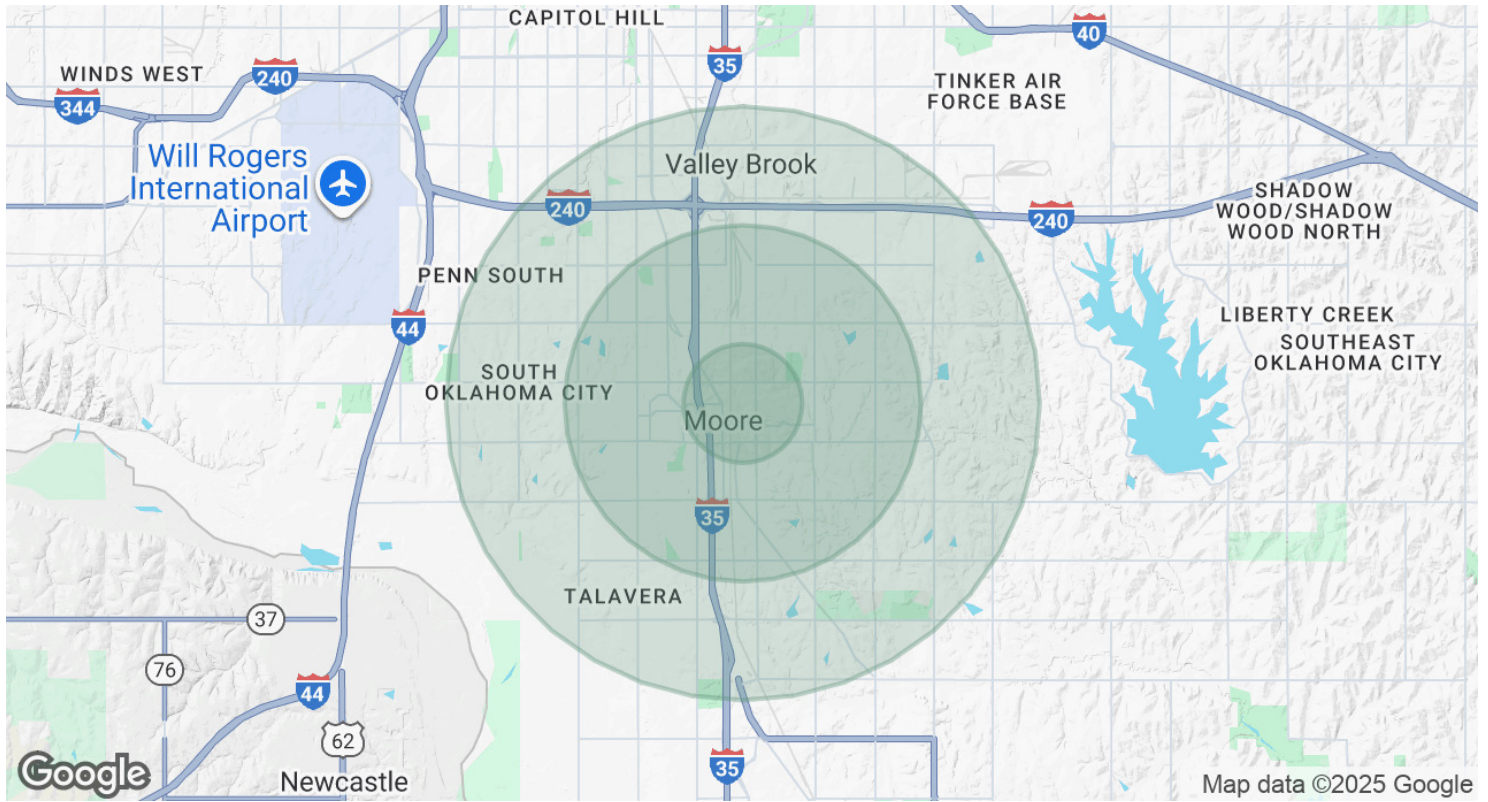 CAPITOL HILL
40
35
WINDS WEST
240
TINKER AIR
FORCE BASE
344
Will Rogers
International
Airport
Valley Brook
SHADOW
WOOD/SHADOW
WOOD NORTH
240
240
PENN SOUTH
44
LIBERTY CREEK
SOUTHEAST
OKLAHOMA CITY
SOUTH
OKLAHOMA CITY
Moore
35
TALAVERA
37
76
44
62
35
Newcastle
Google
Map data ©2025 Google